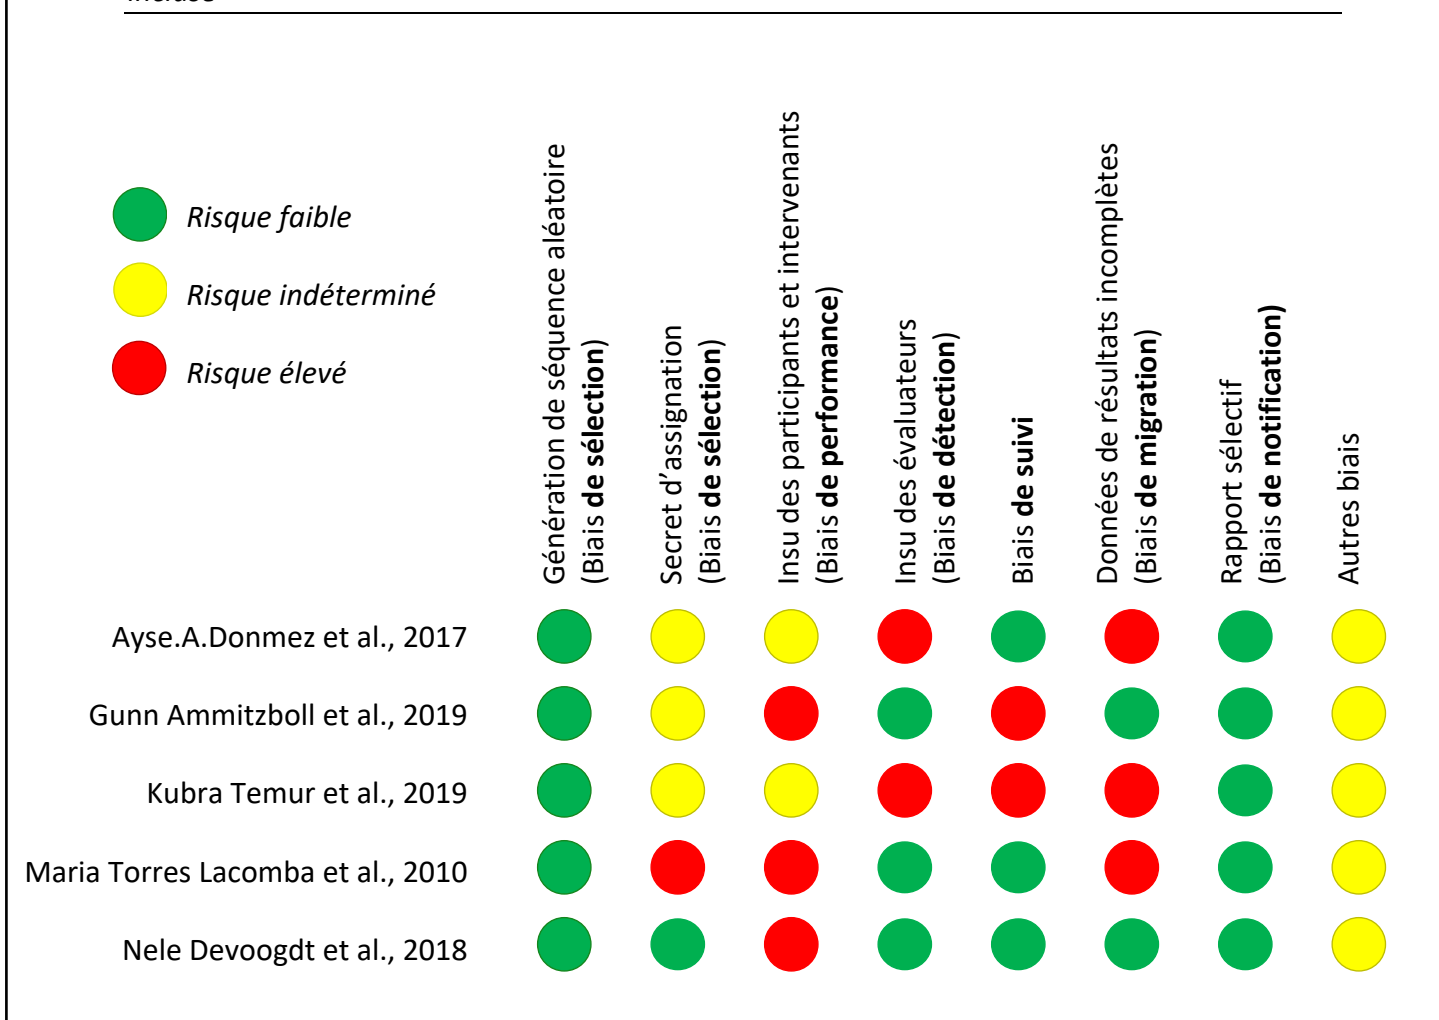 Incluse
Risque faible
Risque indéterminé
Risque élevé
Génération de séquence aléatoire
(Biais de sélection)
Secret d’assignation
(Biais de sélection)
Insu des participants et intervenants
(Biais de performance)
Insu des évaluateurs
(Biais de détection)
Biais de suivi
Données de résultats incomplètes
(Biais de migration)
Rapport sélectif
(Biais de notification)
Autres biais
Ayse.A.Donmez et al., 2017
Gunn Ammitzboll et al., 2019
Kubra Temur et al., 2019
Maria Torres Lacomba et al., 2010
Nele Devoogdt et al., 2018